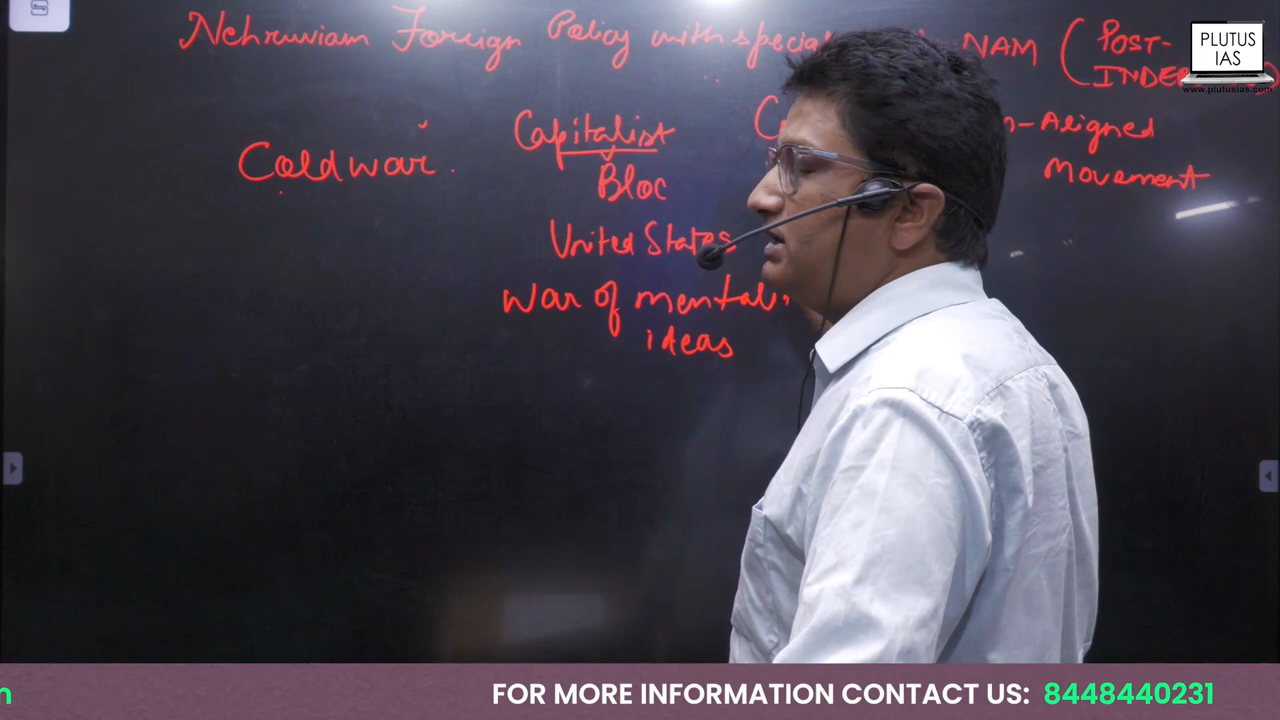 Nehruvian Foreign Policy with special NAM (POST-
PLUTUS
IAS
www.plutusias.com
Capitalist
n-Aligned
Coldwar.
Bloc
Movement
United States
War of mental
ideas
FOR MORE INFORMATION CONTACT US: 8448440231